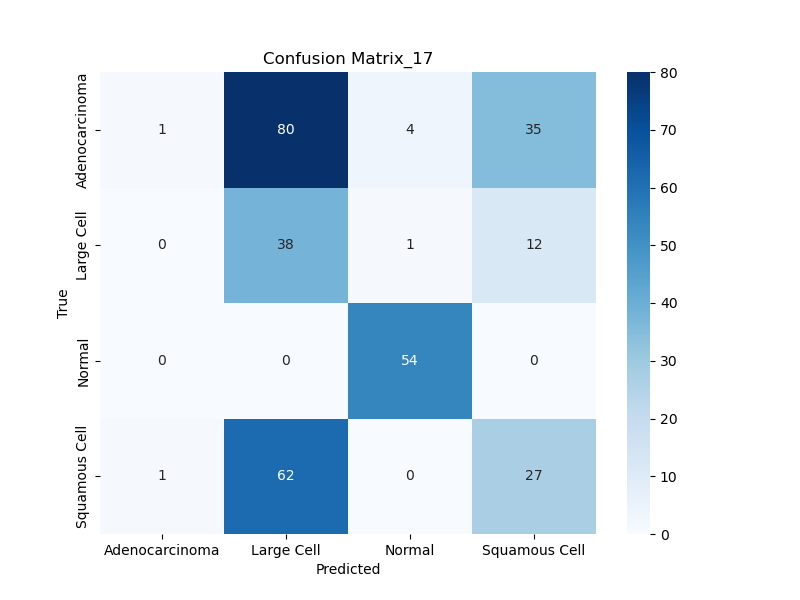 Confusion Matrix_17
True
Adenocarcinoma 1 80 4 35
Large Cell 0 38 1 12
Normal 0 0 54 0
Squamous Cell 1 62 0 27
Adenocarcinoma Large Cell Normal Squamous Cell
Predicted
80
70
60
50
40
30
20
10
0